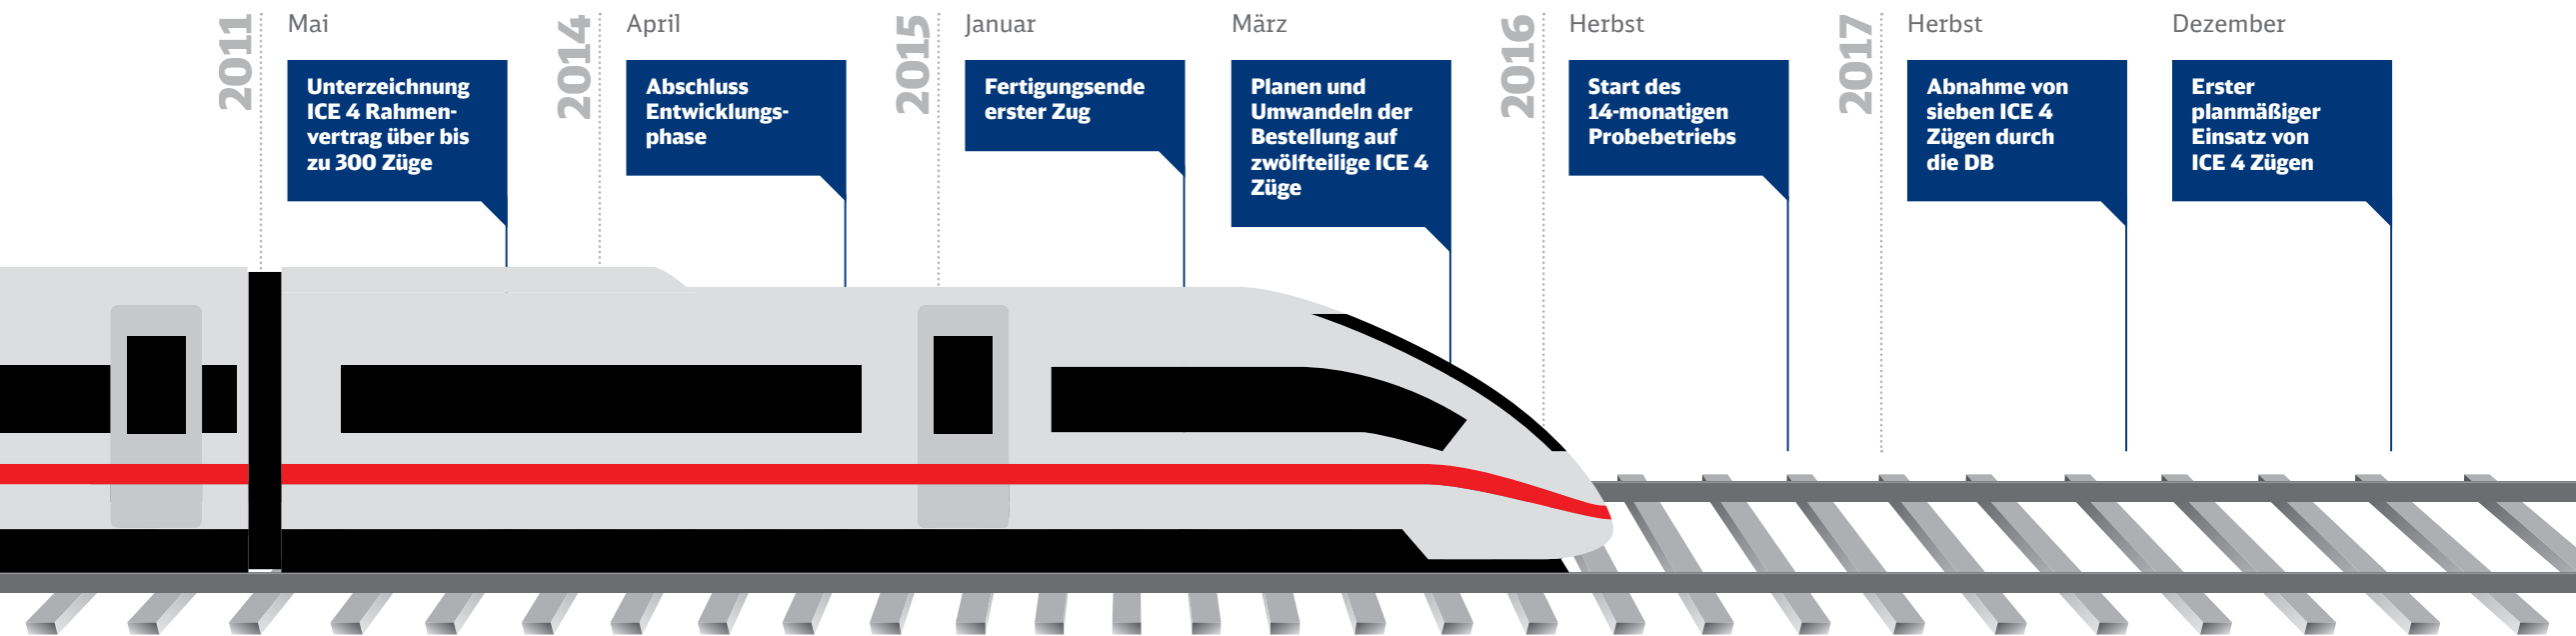 2011
Mai
Unterzeichnung
ICE 4 Rahmen-
vertrag über bis
zu 300 Züge
2014
April
Abschluss
Entwicklungs-
phase
2015
Januar
Fertigungsende
erster Zug
März
Planen und
Umwandeln der
Bestellung auf
zwölfteilige ICE 4
Züge
2016
Herbst
Start des
14-monatigen
Probebetriebs
2017
Herbst
Abnahme von
sieben ICE 4
Zügen durch
die DB
Dezember
Erster
planmäßiger
Einsatz von
ICE 4 Zügen